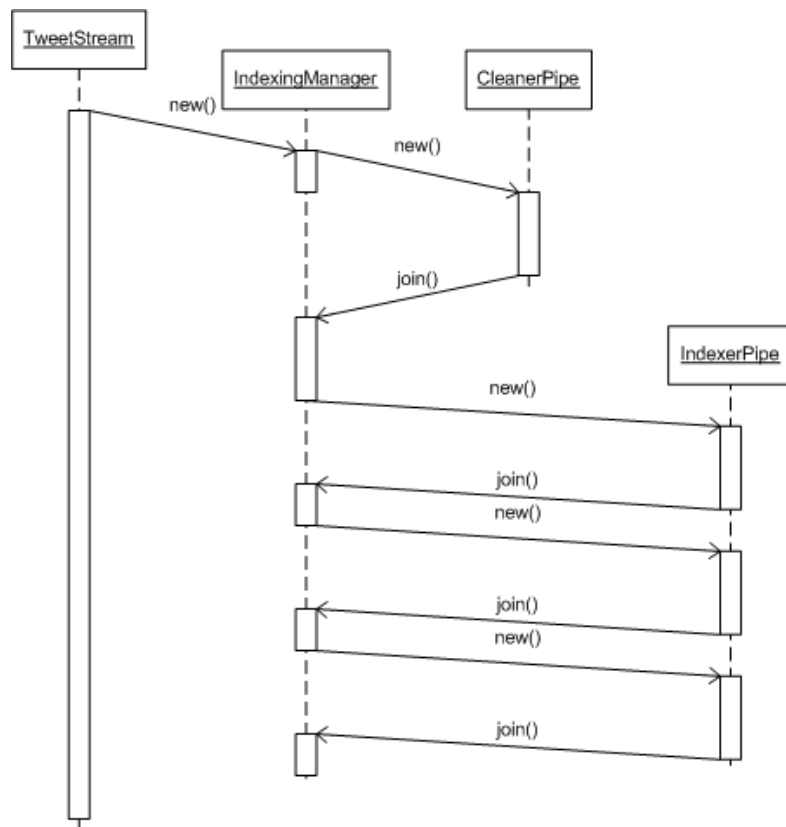 TweetStream
IndexingManager
CleanerPipe
new()
new()
join()
IndexerPipe
new()
join()
new()
join()
new()
join()